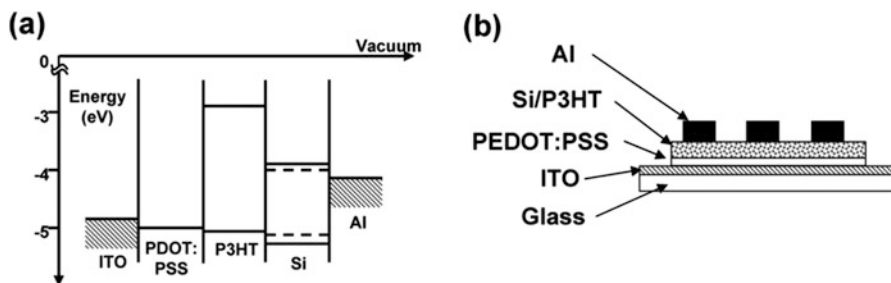 (a)
Vacuum
0
Energy
(eV)
-3
-4
-5
ITO
PDOT:
PSS
P3HT
Si
Al
(b)
Al
Si/P3HT
PEDOT:PSS
ITO
Glass